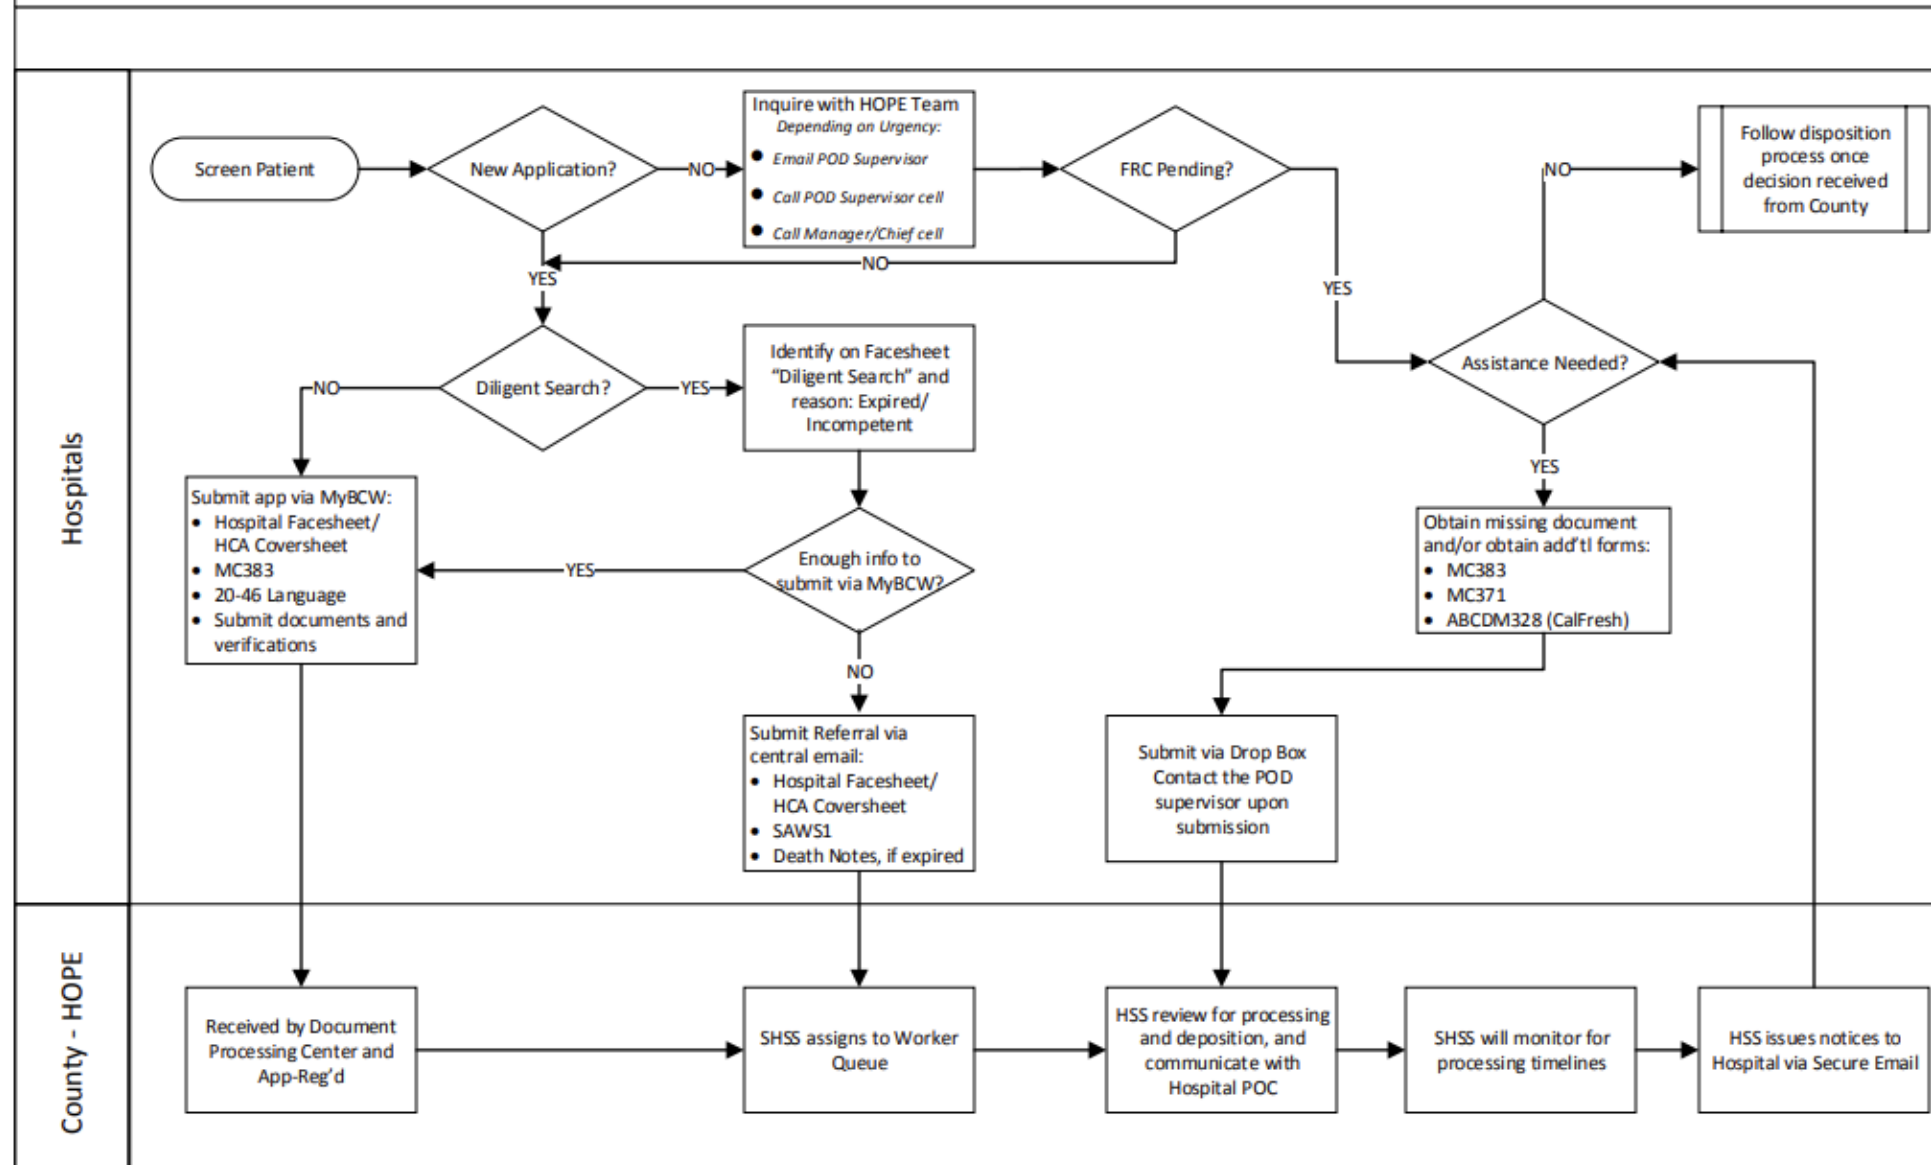 Hospitals
Screen Patient
New Application?
NO
Inquire with HOPE Team
Depending on Urgency:
● Email POD Supervisor
● Call POD Supervisor cell
● Call Manager/Chief cell
FRC Pending?
NO
Follow disposition
process once
decision received
from County
NO
YES
YES
Diligent Search?
NO
YES
Identify on Facesheet
“Diligent Search” and
reason: Expired/
Incompetent
Assistance Needed?
YES
Submit app via MyBCW:
• Hospital Facesheet/
HCA Coversheet
• MC383
• 20-46 Language
• Submit documents and
verifications
YES
Enough info to
submit via MyBCW?
NO
Obtain missing document
and/or obtain add’tl forms:
• MC383
• MC371
• ABCDM328 (CalFresh)
Submit Referral via
central email:
• Hospital Facesheet/
HCA Coversheet
• SAWS1
• Death Notes, if expired
Submit via Drop Box
Contact the POD
supervisor upon
submission
County - HOPE
Received by Document
Processing Center and
App-Reg’d
SHSS assigns to Worker
Queue
HSS review for processing
and deposition, and
communicate with
Hospital POC
SHSS will monitor for
processing timelines
HSS issues notices to
Hospital via Secure Email